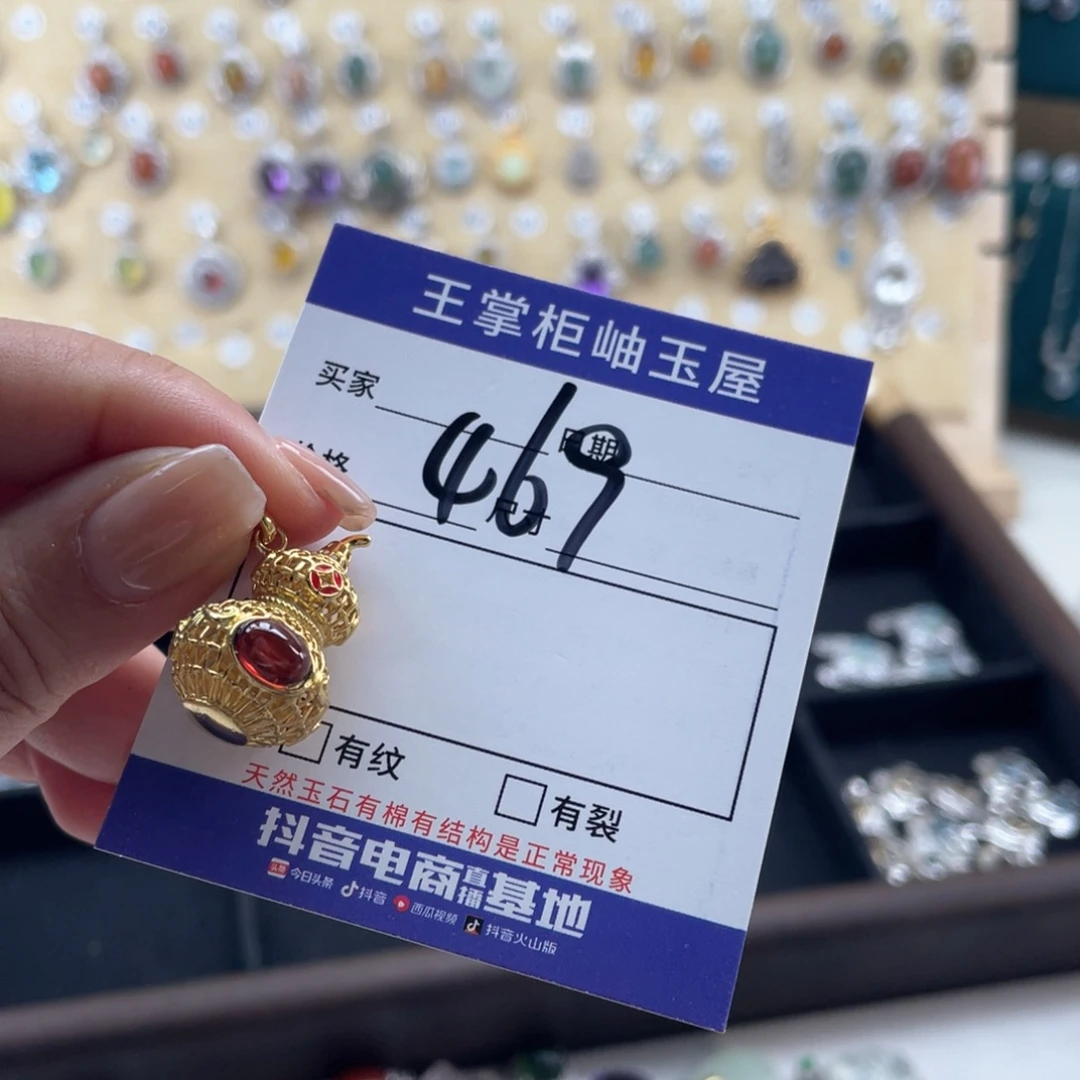 王掌柜岫玉屋
买家 日期
价格 尺寸
469
有纹 有裂
天然玉石有棉有结构是正常现象
抖音电商直播基地
头条 今日头条 抖音 西瓜视频 抖音火山版